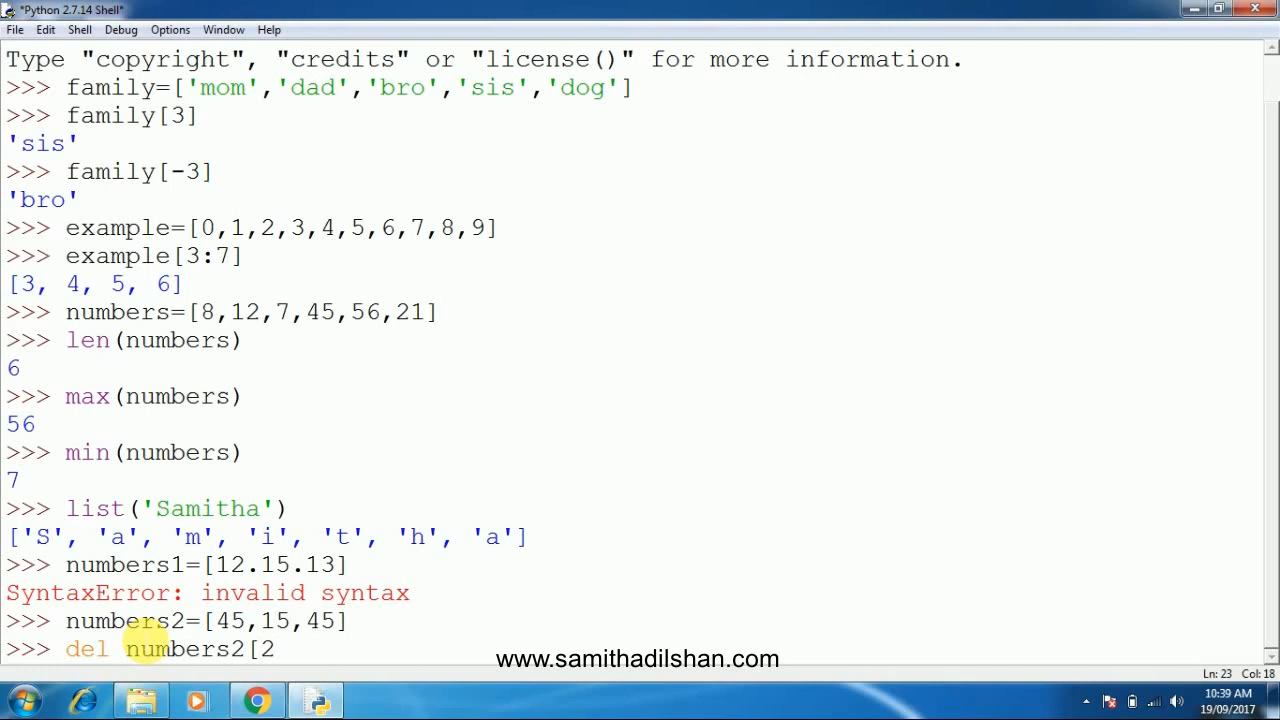 *Python 2.7.14 Shell*
File Edit Shell Debug Options Window Help
Type "copyright", "credits" or "license()" for more information.
>>> family=['mom','dad','bro','sis','dog']
>>> family[3]
'sis'
>>> family[-3]
'bro'
>>> example=[0,1,2,3,4,5,6,7,8,9]
>>> example[3:7]
[3, 4, 5, 6]
>>> numbers=[8,12,7,45,56,21]
>>> len(numbers)
6
>>> max(numbers)
56
>>> min(numbers)
7
>>> list('Samitha')
['S', 'a', 'm', 'i', 't', 'h', 'a']
>>> numbers1=[12.15.13]
SyntaxError: invalid syntax
>>> numbers2=[45,15,45]
>>> del numbers2[2
www.samithadilshan.com
Ln: 23 Col: 18
10:39 AM
19/09/2017